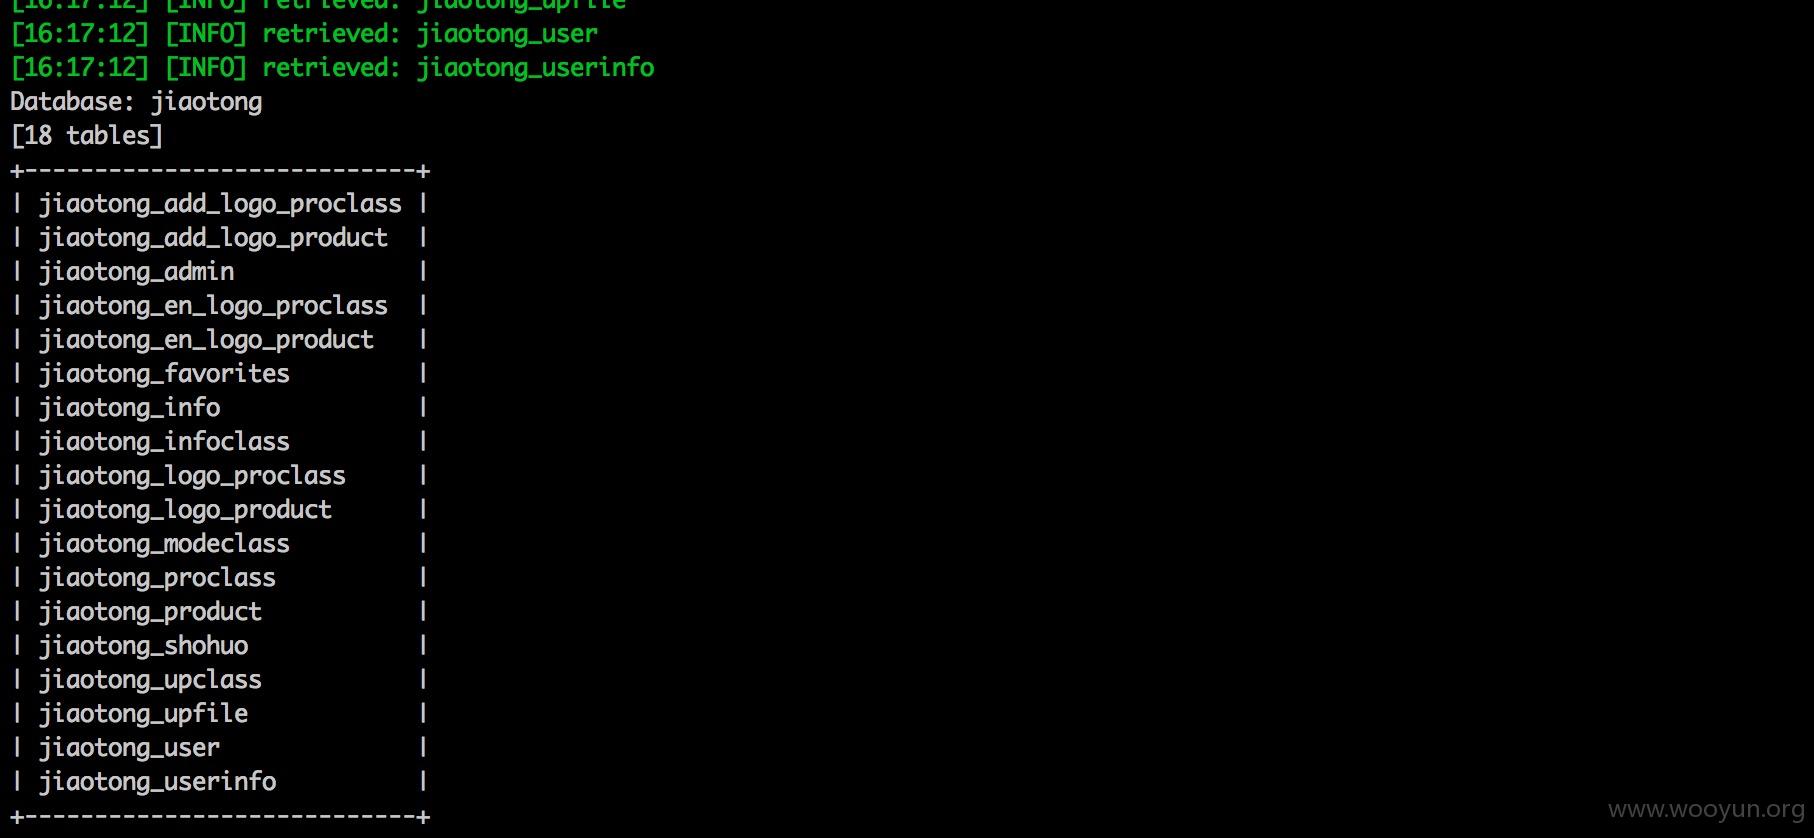 [16:17:12] [INFO] retrieved: jiaotong_upfile
[16:17:12] [INFO] retrieved: jiaotong_user
[16:17:12] [INFO] retrieved: jiaotong_userinfo
Database: jiaotong
[18 tables]
+----------------------------+
| jiaotong_add_logo_proclass |
| jiaotong_add_logo_product  |
| jiaotong_admin             |
| jiaotong_en_logo_proclass  |
| jiaotong_en_logo_product   |
| jiaotong_favorites         |
| jiaotong_info              |
| jiaotong_infoclass         |
| jiaotong_logo_proclass     |
| jiaotong_logo_product      |
| jiaotong_modeclass         |
| jiaotong_proclass          |
| jiaotong_product           |
| jiaotong_shohuo            |
| jiaotong_upclass           |
| jiaotong_upfile            |
| jiaotong_user              |
| jiaotong_userinfo          |
+----------------------------+
www.wooyun.org